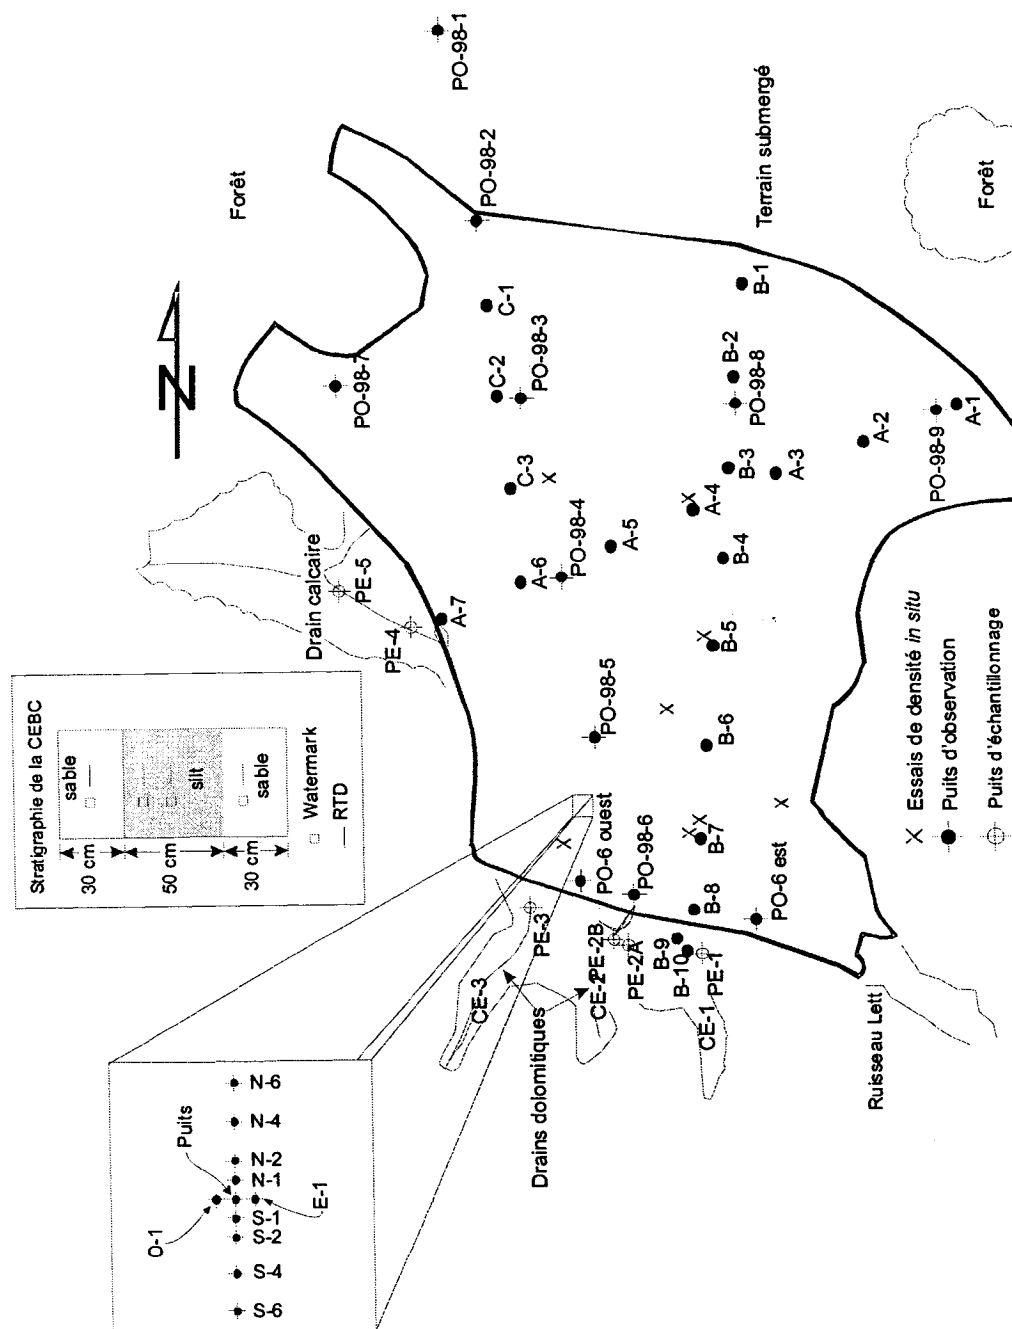 PO-98-1
Forêt
PO-98-2
Terrain submergé
Forêt
N
C-1
B-1
PO-98-7
C-2
PO-98-3
B-2
PO-98-8
A-1
PO-98-9
A-2
C-3
B-3
A-3
X
X
A-4
PO-98-4
A-5
A-6
B-4
Drain calcaire
PE-5
PE-4
A-7
X
B-5
X
PO-98-5
B-6
X
X
X
B-7
X
PO-6 ouest
PO-98-6
B-8
PO-6 est
PE-3
PE-2B
PE-2A
B-9
B-10
PE-1
CE-3
CE-2
CE-1
Drains dolomitiques
Ruisseau Lett
Stratigraphie de la CEBC
sable
silt
sable
30 cm
50 cm
30 cm
Watermark
RTD
X Essais de densité in situ
Puits d'observation
Puits d'échantillonnage
Puits
N-6
N-4
N-2
N-1
O-1
E-1
S-1
S-2
S-4
S-6